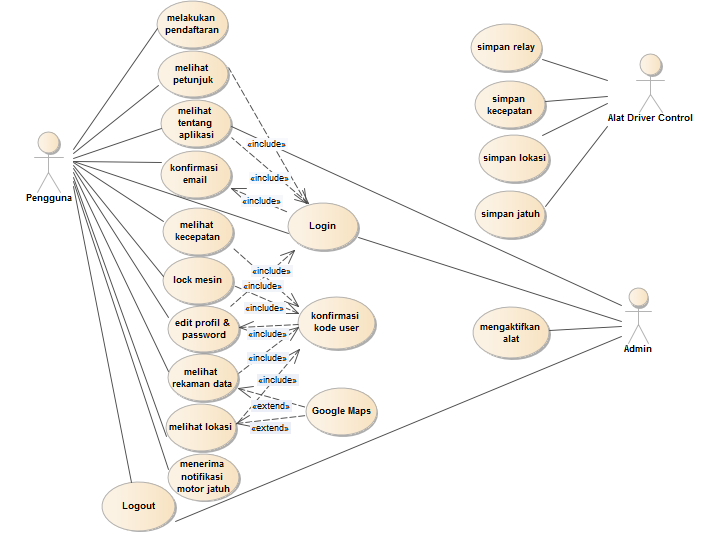 melakukan
pendaftaran
melihat
petunjuk
melihat
tentang
aplikasi
konfirmasi
email
melihat
kecepatan
lock mesin
edit profil &
password
melihat
rekaman data
melihat lokasi
menerima
notifikasi
motor jatuh
Logout
Pengguna
«include»
«include»
«include»
Login
«include»
«include»
«include»
«include»
«include»
«include»
«extend»
«extend»
konfirmasi
kode user
Google Maps
simpan relay
simpan
kecepatan
simpan lokasi
simpan jatuh
Alat Driver Control
mengaktifkan
alat
Admin